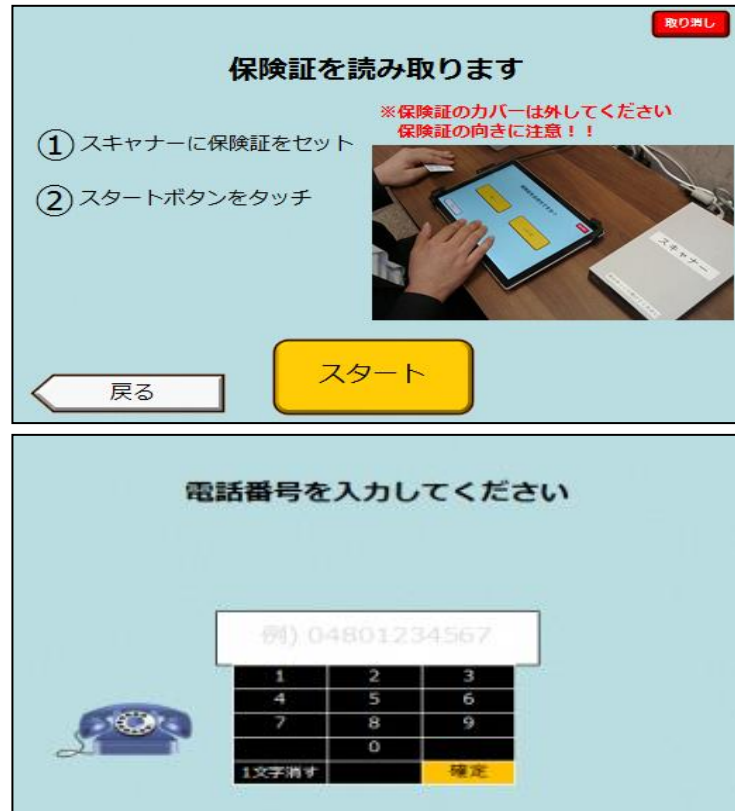 取り消し
保険証を読み取ります
※保険証のカバーは外してください
保険証の向きに注意！！
① スキャナーに保険証をセット
② スタートボタンをタッチ
スキャナー
スタート
戻る
電話番号を入力してください
例) 04801234567
1 2 3
4 5 6
7 8 9
0
1文字消す 確定